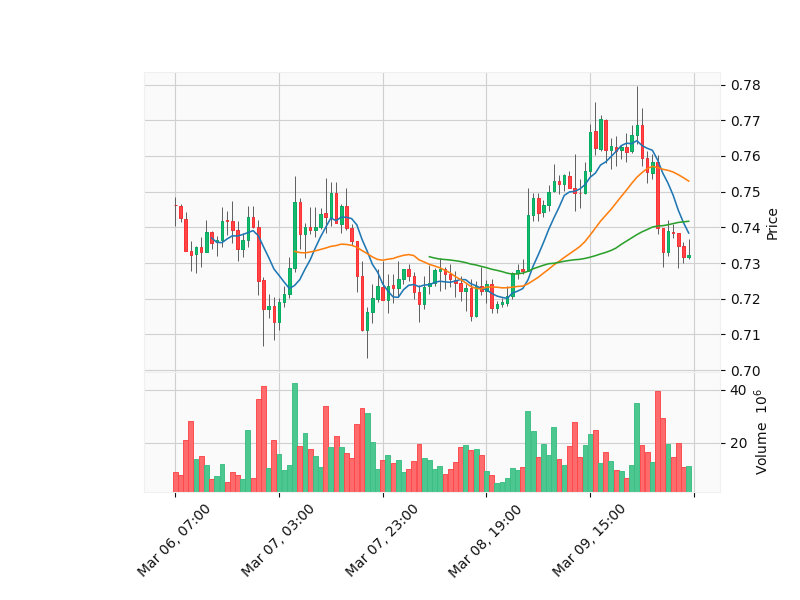 0.78
0.77
0.76
0.75
0.74
0.73
0.72
0.71
0.70
Price
40
20
Volume 10⁶
Mar 06, 07:00
Mar 07, 03:00
Mar 07, 23:00
Mar 08, 19:00
Mar 09, 15:00